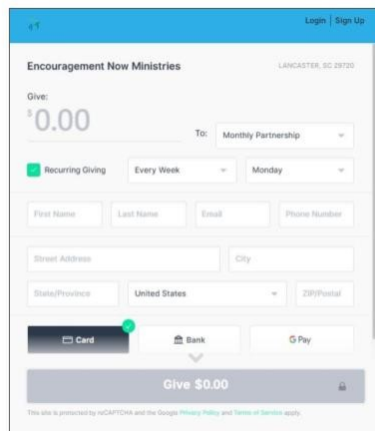 Login | Sign Up
Encouragement Now Ministries LANCASTER, SC 29720
Give:
$0.00
To: Monthly Partnership
Recurring Giving Every Week Monday
First Name Last Name Email Phone Number
Street Address City
State/Province United States ZIP/Postal
Card Bank G Pay
Give $0.00
This site is protected by reCAPTCHA and the Google Privacy Policy and Terms of Service apply.